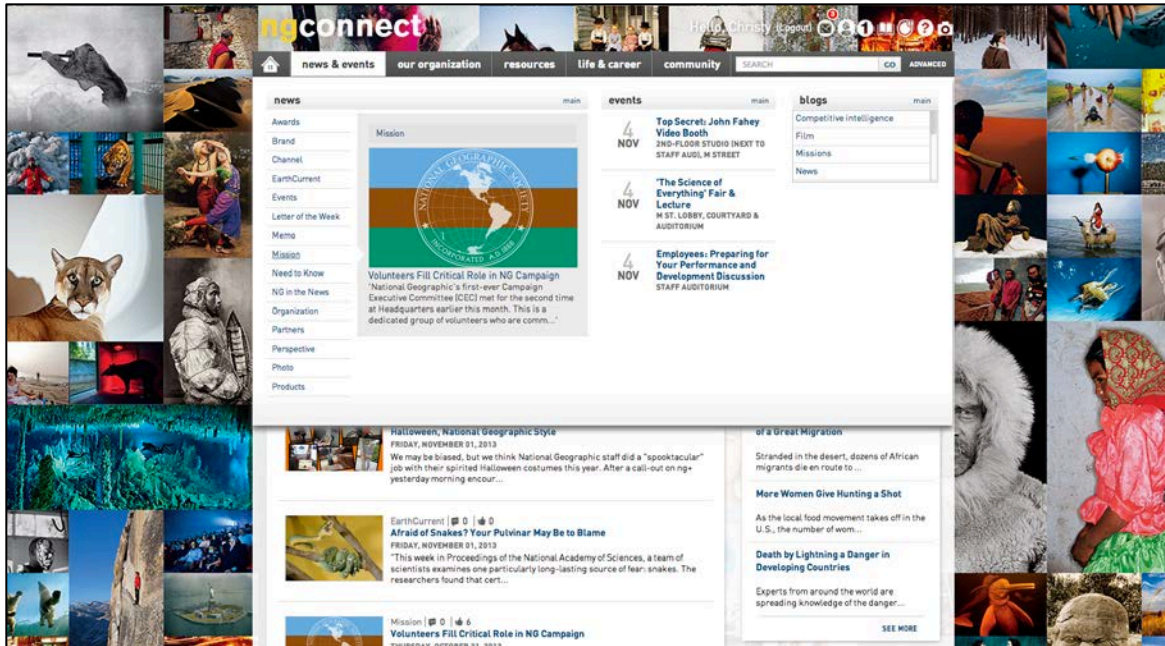 ngconnect
Hello, Christy (Logout)
news & events
our organization
resources
life & career
community
SEARCH
GO
ADVANCED
news
main
Awards
Brand
Channel
EarthCurrent
Events
Letter of the Week
Memo
Mission
Need to Know
NG in the News
Organization
Partners
Perspective
Photo
Products
Mission
NATIONAL GEOGRAPHIC SOCIETY
INCORPORATED A.D. 1888
Volunteers Fill Critical Role in NG Campaign
"National Geographic's first-ever Campaign
Executive Committee (CEC) met for the second time
at Headquarters earlier this month. This is a
dedicated group of volunteers who are comm..."
events
main
4
NOV
Top Secret: John Fahey
Video Booth
2ND-FLOOR STUDIO (NEXT TO
STAFF AUD), M STREET
4
NOV
'The Science of
Everything' Fair &
Lecture
M ST. LOBBY, COURTYARD &
AUDITORIUM
4
NOV
Employees: Preparing for
Your Performance and
Development Discussion
STAFF AUDITORIUM
blogs
main
Competitive intelligence
Film
Missions
News
Halloween, National Geographic Style
FRIDAY, NOVEMBER 01, 2013
We may be biased, but we think National Geographic staff did a "spooktacular"
job with their spirited Halloween costumes this year. After a call-out on ng+
yesterday morning encour...
EarthCurrent | 0 | 0
Afraid of Snakes? Your Pulvinar May Be to Blame
FRIDAY, NOVEMBER 01, 2013
"This week in Proceedings of the National Academy of Sciences, a team of
scientists examines one particularly long-lasting source of fear: snakes. The
researchers found that cert...
Mission | 0 | 6
Volunteers Fill Critical Role in NG Campaign
THURSDAY, OCTOBER 31, 2013
of a Great Migration
Stranded in the desert, dozens of African
migrants die en route to ...
More Women Give Hunting a Shot
As the local food movement takes off in the
U.S., the number of wom...
Death by Lightning a Danger in
Developing Countries
Experts from around the world are
spreading knowledge of the danger...
SEE MORE